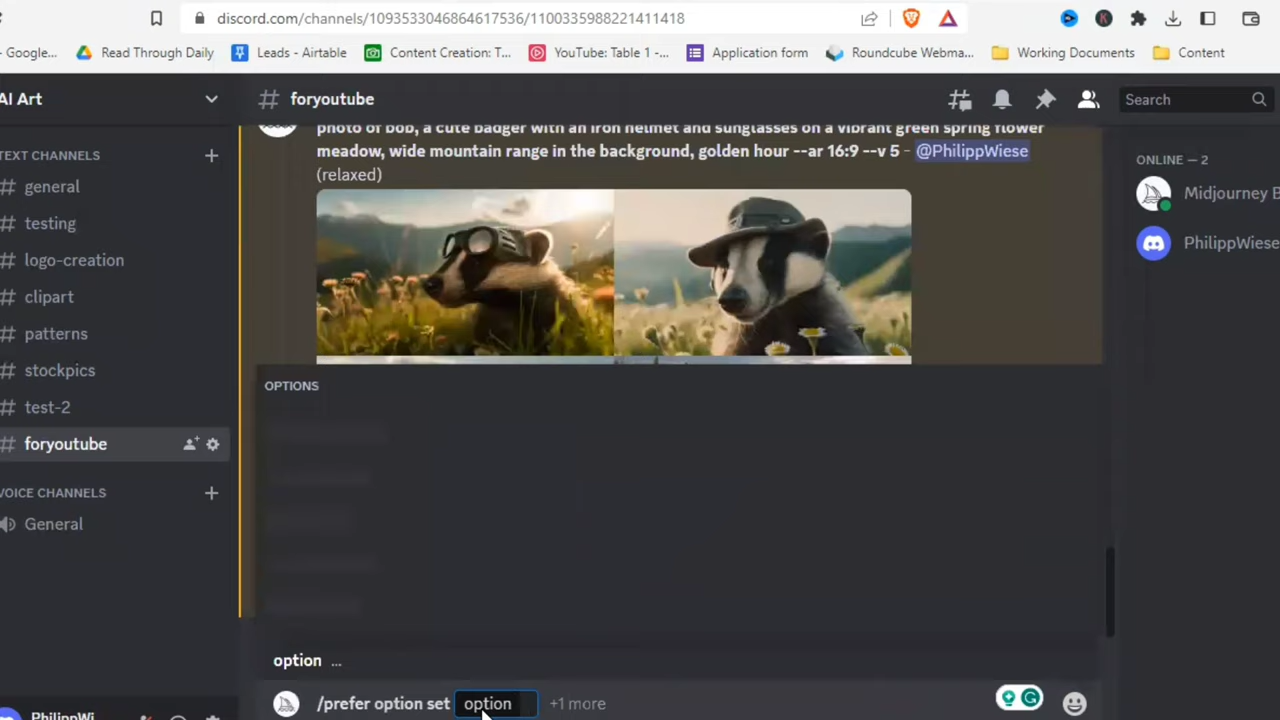 discord.com/channels/1093533046864617536/1100335988221411418
- Google...
Read Through Daily
Leads - Airtable
Content Creation: T...
YouTube: Table 1 -...
Application form
Roundcube Webma...
Working Documents
Content
AI Art
# foryoutube
Search
TEXT CHANNELS
# general
# testing
# logo-creation
# clipart
# patterns
# stockpics
# test-2
# foryoutube
VOICE CHANNELS
General
PhilippWi
photo of bob, a cute badger with an iron helmet and sunglasses on a vibrant green spring flower
meadow, wide mountain range in the background, golden hour --ar 16:9 --v 5 - @PhilippWiese
(relaxed)
OPTIONS
option ...
/prefer option set option +1 more
ONLINE — 2
Midjourney B
PhilippWiese